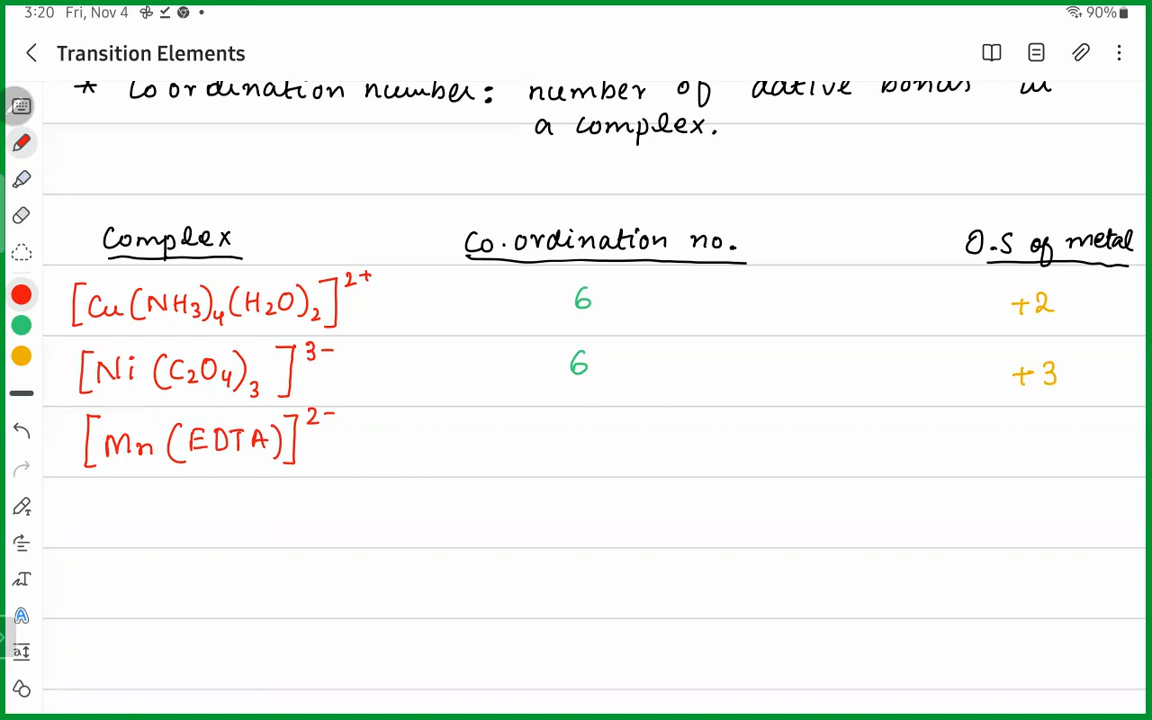 3:20 Fri, Nov 4 90%
Transition Elements
* Coordination number: number of dative bonds in
a complex.
Complex Co.ordination no. O.S of metal
[Cu(NH3)4(H2O)2]2+ 6 +2
[Ni(C2O4)3]3- 6 +3
[Mn(EDTA)]2-